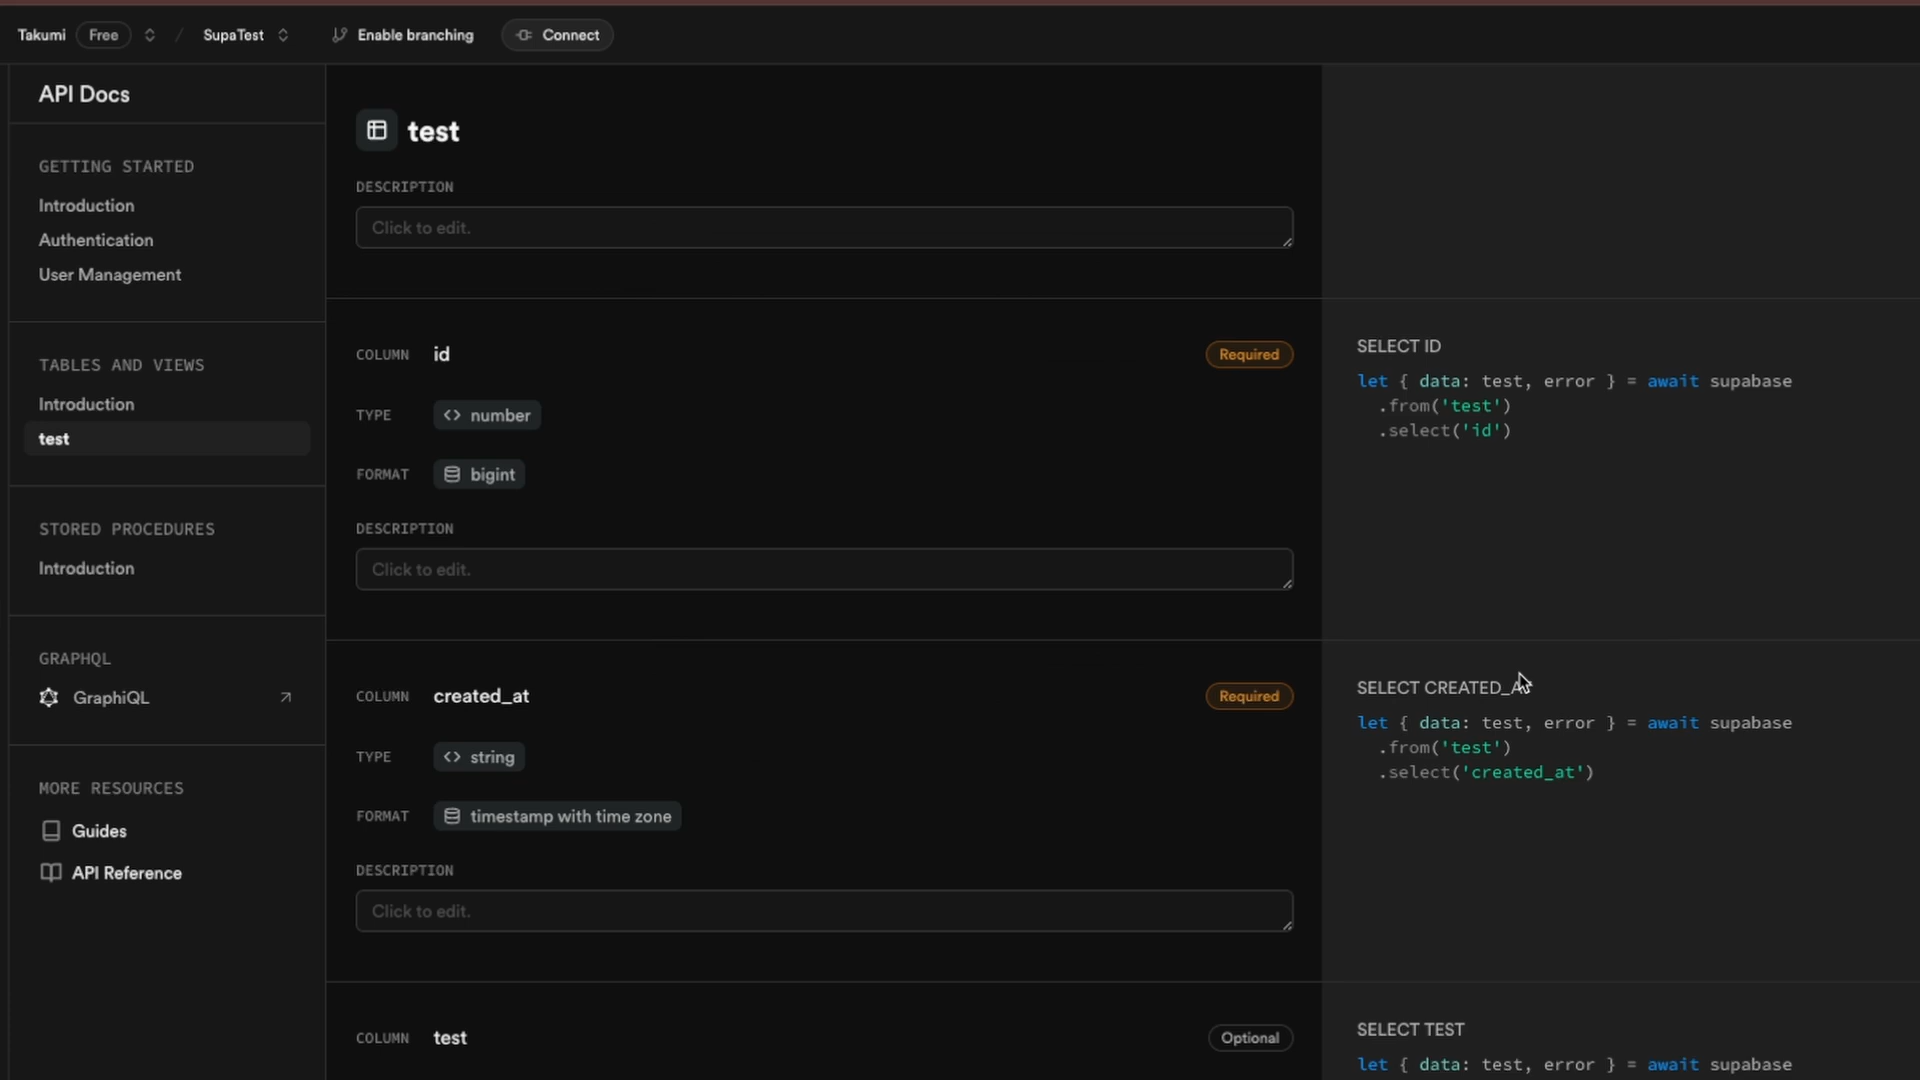 Takumi Free / SupaTest Enable branching Connect
API Docs
GETTING STARTED
Introduction
Authentication
User Management
TABLES AND VIEWS
Introduction
test
STORED PROCEDURES
Introduction
GRAPHQL
GraphiQL
MORE RESOURCES
Guides
API Reference
test
DESCRIPTION
Click to edit.
COLUMN id Required
TYPE <> number
FORMAT bigint
DESCRIPTION
Click to edit.
COLUMN created_at Required
TYPE <> string
FORMAT timestamp with time zone
DESCRIPTION
Click to edit.
COLUMN test Optional
SELECT ID
let { data: test, error } = await supabase
.from('test')
.select('id')
SELECT CREATED_AT
let { data: test, error } = await supabase
.from('test')
.select('created_at')
SELECT TEST
let { data: test, error } = await supabase